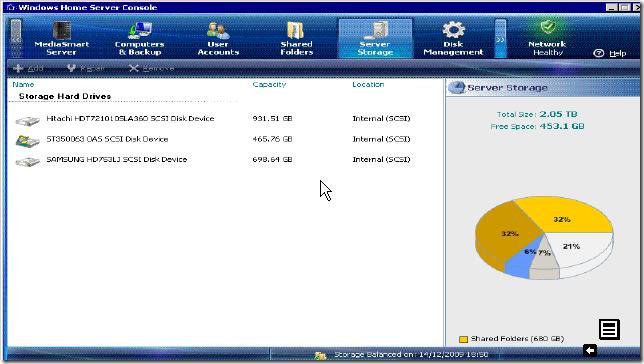 Windows Home Server Console
MediaSmart Server
Computers & Backup
User Accounts
Shared Folders
Server Storage
Disk Management
Network Healthy
Help
Add
Repair
Remove
Name
Capacity
Location
Storage Hard Drives
Hitachi HDT721010SLA360 SCSI Disk Device 931.51 GB Internal (SCSI)
ST350063 0AS SCSI Disk Device 465.76 GB Internal (SCSI)
SAMSUNG HD753LJ SCSI Disk Device 698.64 GB Internal (SCSI)
Server Storage
Total Size: 2.05 TB
Free Space: 453.1 GB
32%
32%
21%
6%
7%
Shared Folders (680 GB)
Storage Balanced on: 14/12/2009 18:50